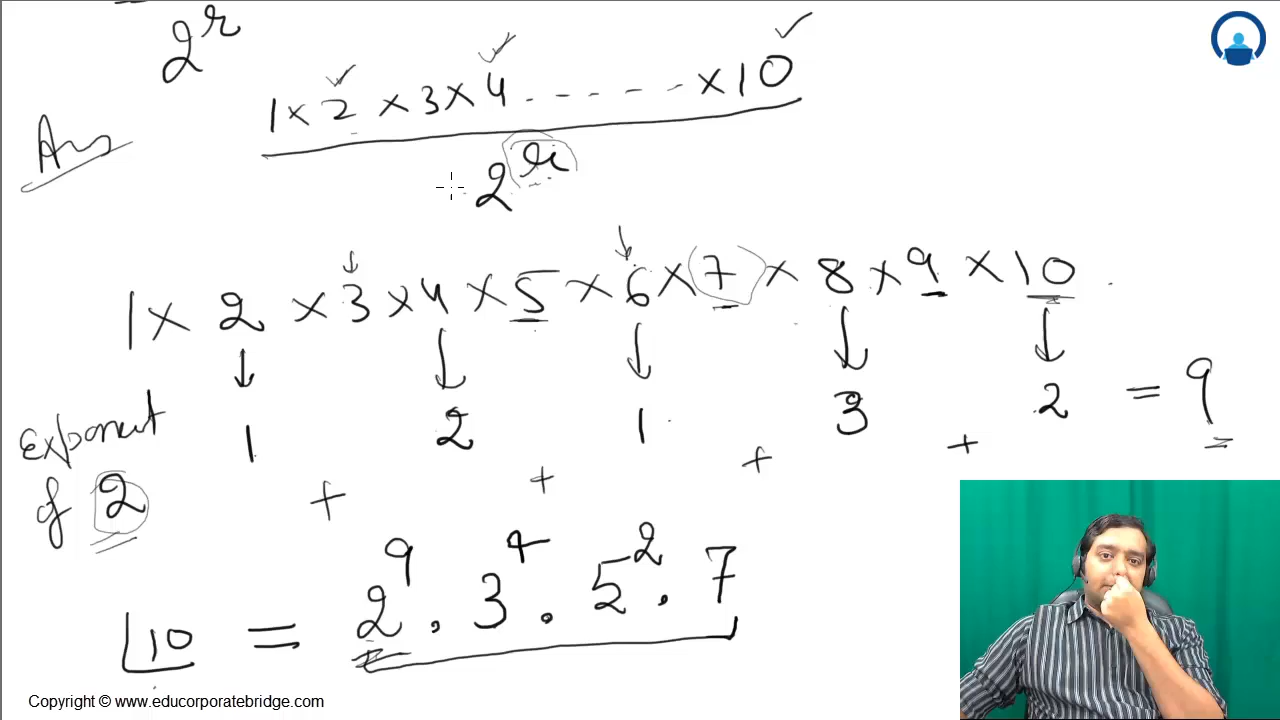 2^r
1 × 2 × 3 × 4 - - - - - - × 10
Ans
2^r
1 × 2 × 3 × 4 × 5 × 6 × 7 × 8 × 9 × 10
↓ ↓ ↓ ↓ ↓
Exponent 1 2 1 3 2 = 9
of 2 + + + +
⌊10 = 2^9 . 3^4 . 5^2 . 7
Copyright © www.educorporatebridge.com